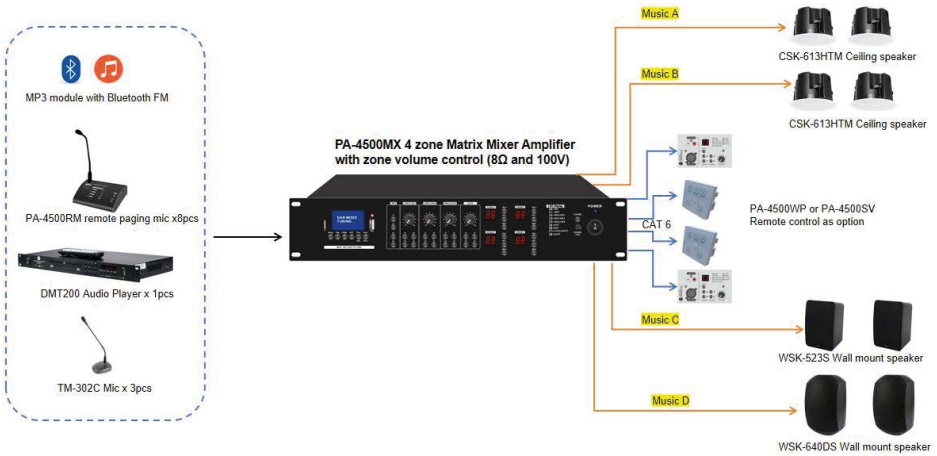 Music A
CSK-613HTM Ceiling speaker
Music B
CSK-613HTM Ceiling speaker
MP3 module with Bluetooth FM
PA-4500MX 4 zone Matrix Mixer Amplifier
with zone volume control (8Ω and 100V)
PA-4500RM remote paging mic x8pcs
POWER
CAT 6
PA-4500WP or PA-4500SV
Remote control as option
DMT200 Audio Player x 1pcs
Music C
WSK-523S Wall mount speaker
TM-302C Mic x 3pcs
Music D
WSK-640DS Wall mount speaker